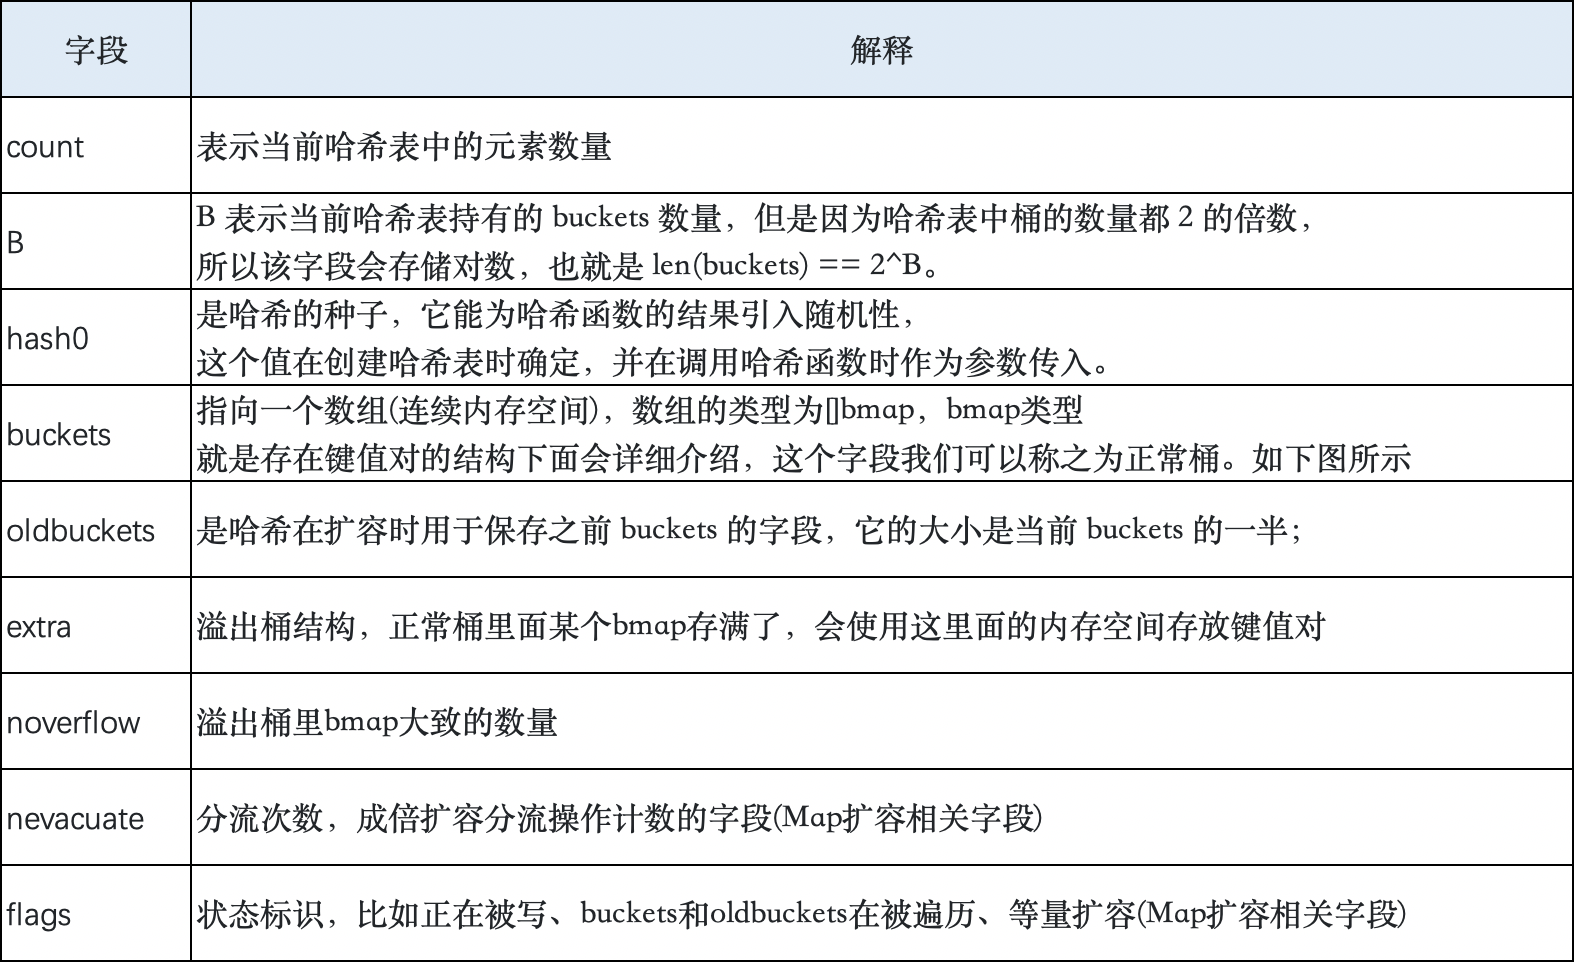 字段
解释
count
表示当前哈希表中的元素数量
B
B 表示当前哈希表持有的 buckets 数量，但是因为哈希表中桶的数量都 2 的倍数，
所以该字段会存储对数，也就是 len(buckets) == 2^B。
hash0
是哈希的种子，它能为哈希函数的结果引入随机性，
这个值在创建哈希表时确定，并在调用哈希函数时作为参数传入。
buckets
指向一个数组(连续内存空间)，数组的类型为[]bmap，bmap类型
就是存在键值对的结构下面会详细介绍，这个字段我们可以称之为正常桶。如下图所示
oldbuckets
是哈希在扩容时用于保存之前 buckets 的字段，它的大小是当前 buckets 的一半；
extra
溢出桶结构，正常桶里面某个bmap存满了，会使用这里面的内存空间存放键值对
noverflow
溢出桶里bmap大致的数量
nevacuate
分流次数，成倍扩容分流操作计数的字段(Map扩容相关字段)
flags
状态标识，比如正在被写、buckets和oldbuckets在被遍历、等量扩容(Map扩容相关字段)